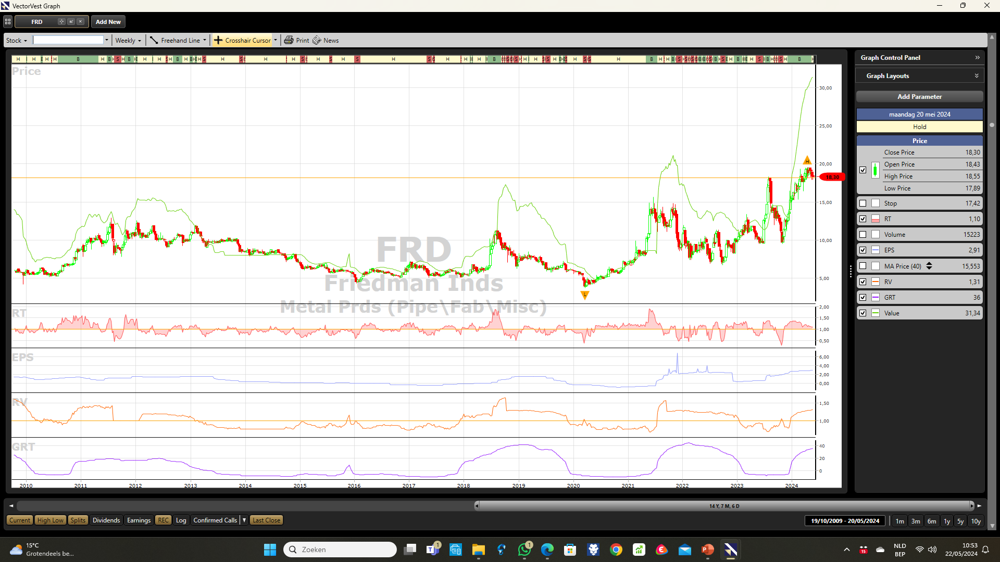 VectorVest Graph
FRD
Add New
Stock
Weekly
Freehand Line
Crosshair Cursor
Print
News
Price
FRD
Friedman Inds
Metal Prds (Pipe\Fab\Misc)
30,00
25,00
20,00
15,00
10,00
5,00
18,30
H
L
RT
2,00
1,50
1,00
0,50
EPS
6,00
4,00
2,00
0,00
RV
1,50
1,00
GRT
40
20
0
2010 2011 2012 2013 2014 2015 2016 2017 2018 2019 2020 2021 2022 2023 2024
Graph Control Panel
Graph Layouts
Add Parameter
maandag 20 mei 2024
Hold
Price
Close Price 18,30
Open Price 18,43
High Price 18,55
Low Price 17,89
Stop 17,42
RT 1,10
Volume 15223
EPS 2,91
MA Price (40) 15,553
RV 1,31
GRT 36
Value 31,34
14 Y, 7 M, 6 D
Current High Low Splits Dividends Earnings REC Log Confirmed Calls Last Close
19/10/2009 - 20/05/2024
1m 3m 6m 1y 5y 10y
15°C
Grotendeels be...
Zoeken
1
1
15
NLD
BEP
10:53
22/05/2024